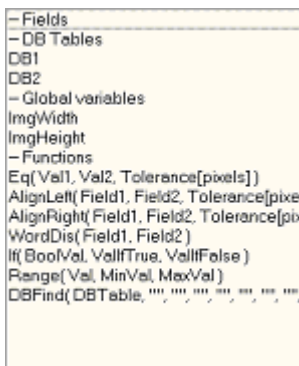 – Fields
– DB Tables
DB1
DB2
– Global variables
ImgWidth
ImgHeight
– Functions
Eq( Val1, Val2, Tolerance[pixels] )
AlignLeft( Field1, Field2, Tolerance[pixe
AlignRight( Field1, Field2, Tolerance[pix
WordDis( Field1, Field2 )
If( BoolVal, ValIfTrue, ValIfFalse )
Range( Val, MinVal, MaxVal )
DBFind( DBTable, "", "", "", "", "", "",